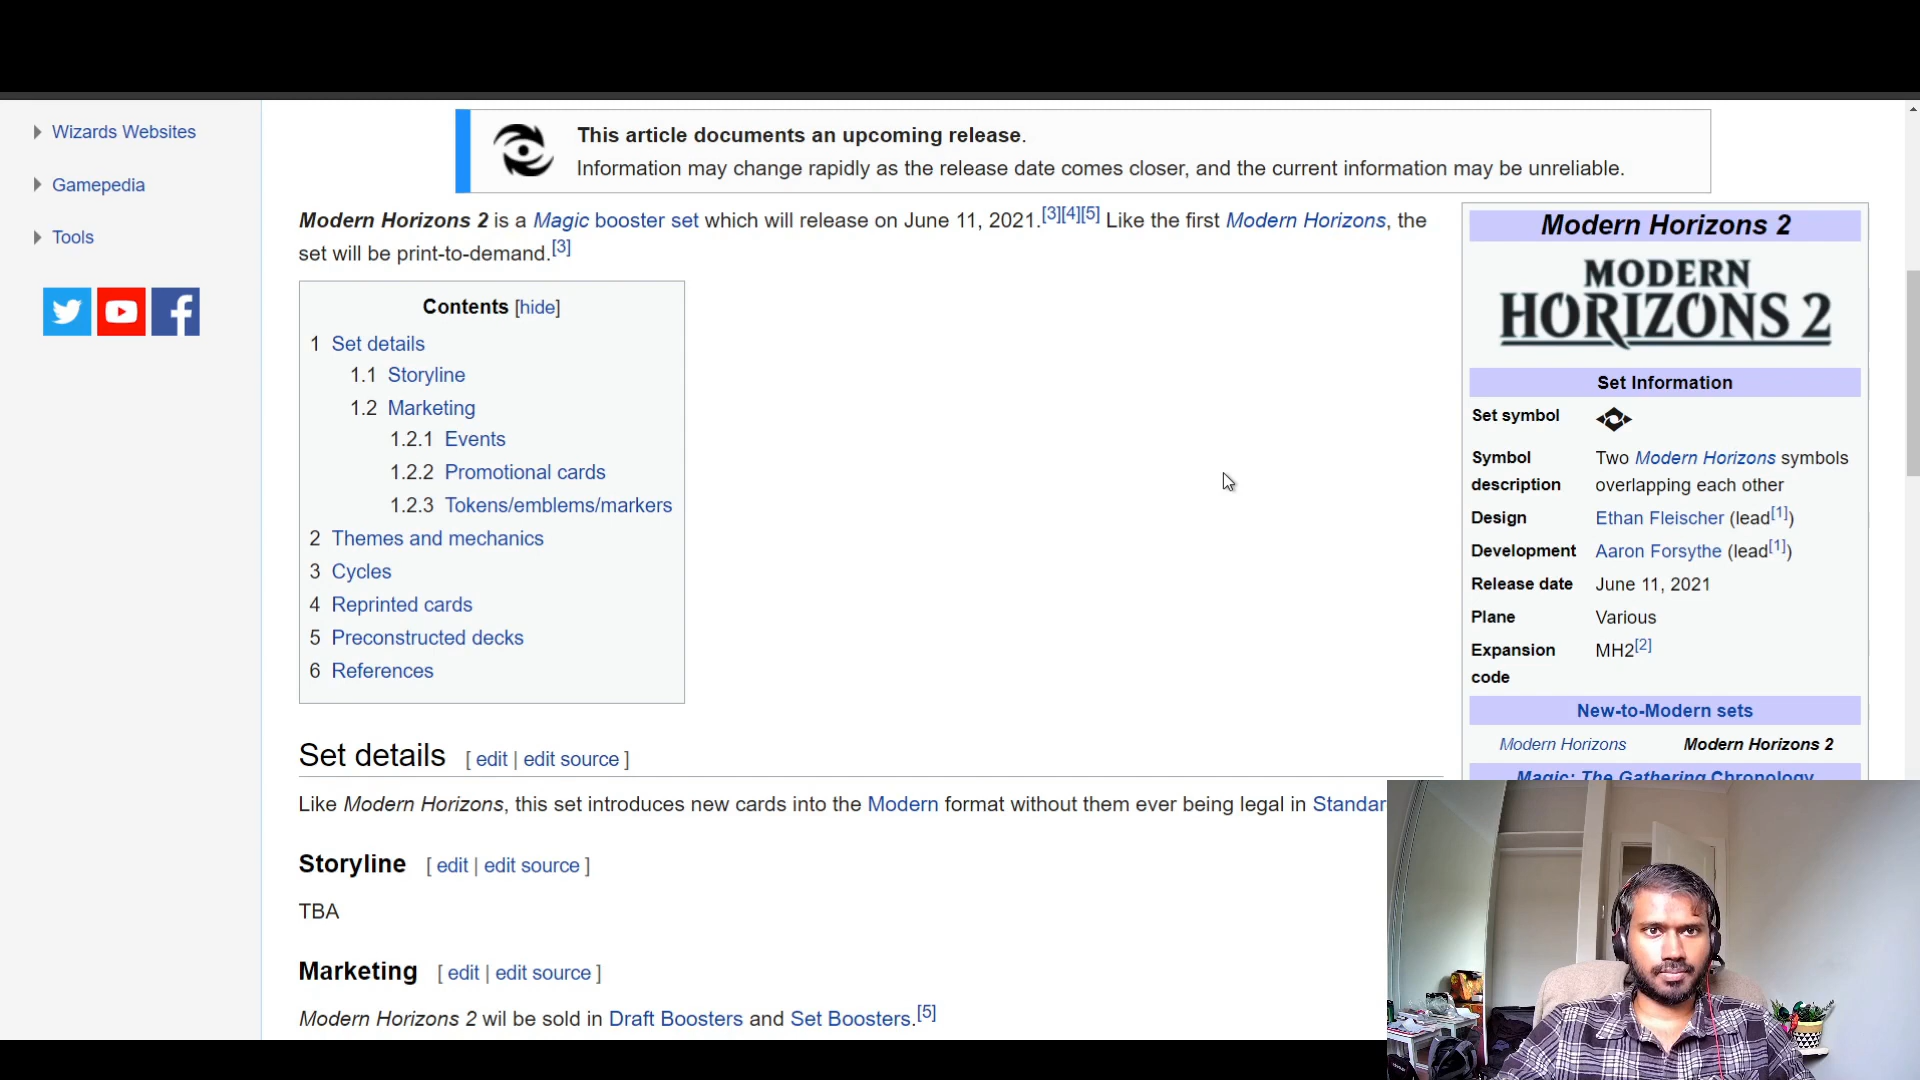 Wizards Websites
Gamepedia
Tools
This article documents an upcoming release.
Information may change rapidly as the release date comes closer, and the current information may be unreliable.
Modern Horizons 2 is a Magic booster set which will release on June 11, 2021.[3][4][5] Like the first Modern Horizons, the
set will be print-to-demand.[3]
Contents [hide]
1 Set details
1.1 Storyline
1.2 Marketing
1.2.1 Events
1.2.2 Promotional cards
1.2.3 Tokens/emblems/markers
2 Themes and mechanics
3 Cycles
4 Reprinted cards
5 Preconstructed decks
6 References
Set details [ edit | edit source ]
Like Modern Horizons, this set introduces new cards into the Modern format without them ever being legal in Standar
Storyline [ edit | edit source ]
TBA
Marketing [ edit | edit source ]
Modern Horizons 2 wil be sold in Draft Boosters and Set Boosters.[5]
Modern Horizons 2
MODERN
HORIZONS 2
Set Information
Set symbol
Symbol description Two Modern Horizons symbols
overlapping each other
Design Ethan Fleischer (lead[1])
Development Aaron Forsythe (lead[1])
Release date June 11, 2021
Plane Various
Expansion code MH2[2]
New-to-Modern sets
Modern Horizons Modern Horizons 2
Magic: The Gathering Chronology